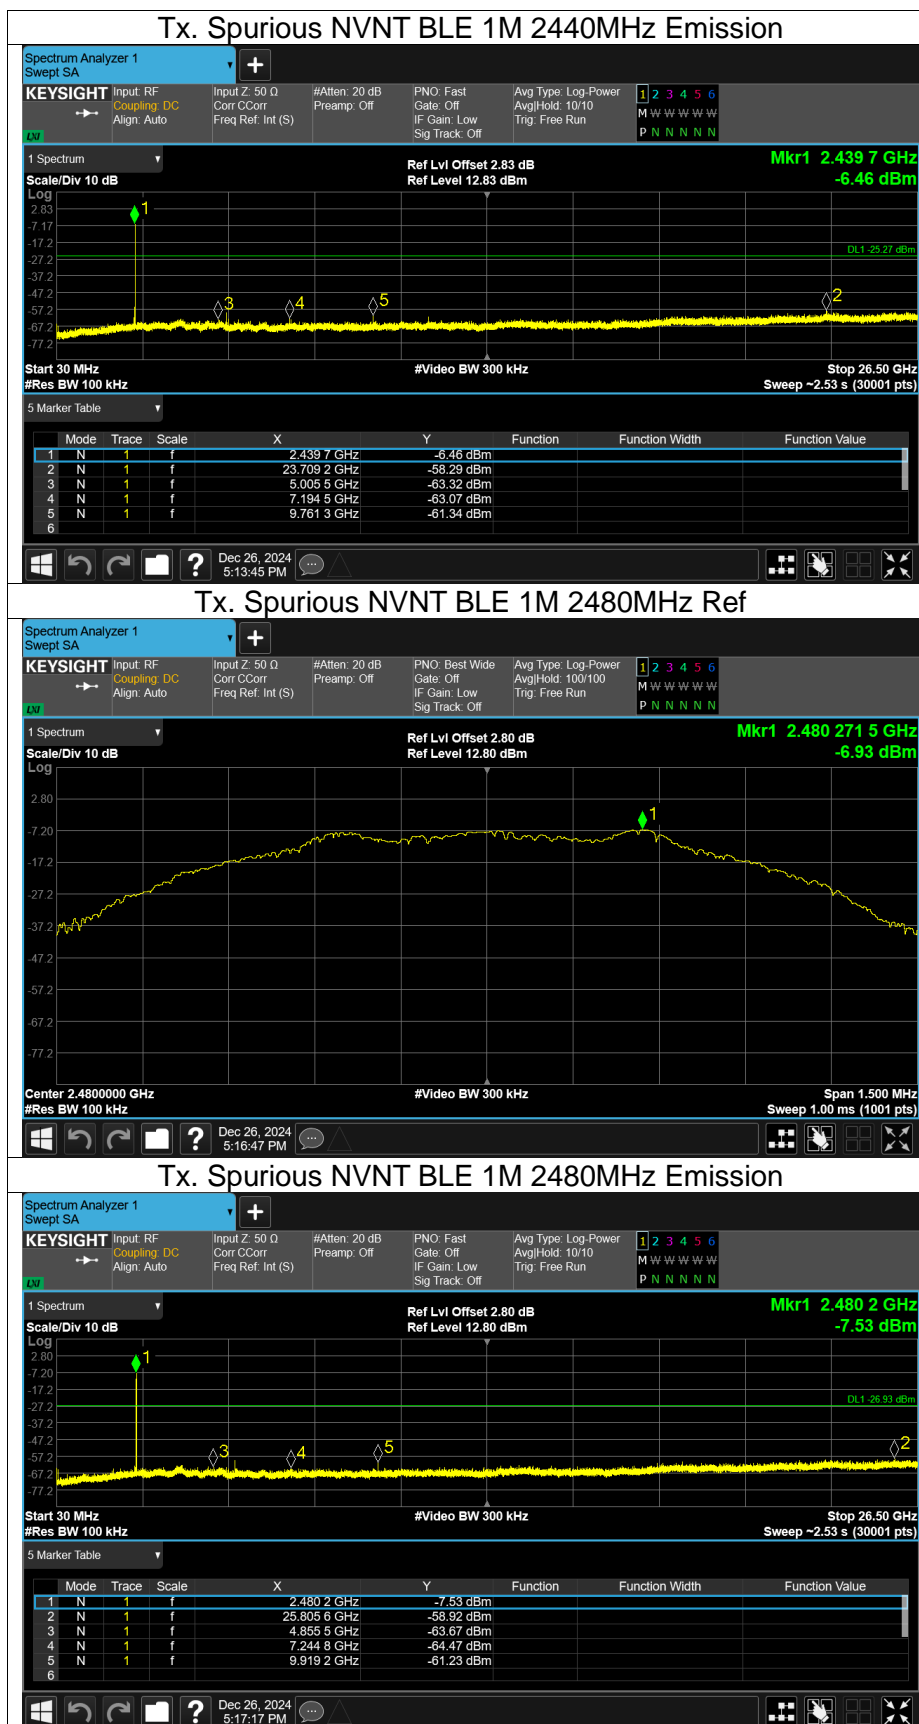 Tx. Spurious NVNT BLE 1M 2440MHz Emission
Spectrum Analyzer 1
Swept SA
+
KEYSIGHT Input: RF Input Z: 50 Ω #Atten: 20 dB PNO: Fast Avg Type: Log-Power 1 2 3 4 5 6
Coupling: DC Corr CCorr Preamp: Off Gate: Off Avg|Hold: 10/10 M W W W W W
Align: Auto Freq Ref: Int (S) IF Gain: Low Trig: Free Run
LXI Sig Track: Off P N N N N N
1 Spectrum Ref Lvl Offset 2.83 dB Mkr1 2.439 7 GHz
Scale/Div 10 dB Ref Level 12.83 dBm -6.46 dBm
Log
2.83
1
-7.17
-17.2
DL1 -25.27 dBm
-27.2
-37.2
-47.2
3 4 5 2
-57.2
-67.2
-77.2
Start 30 MHz #Video BW 300 kHz Stop 26.50 GHz
#Res BW 100 kHz Sweep ~2.53 s (30001 pts)
5 Marker Table
Mode Trace Scale X Y Function Function Width Function Value
1 N 1 f 2.439 7 GHz -6.46 dBm
2 N 1 f 23.709 2 GHz -58.29 dBm
3 N 1 f 5.005 5 GHz -63.32 dBm
4 N 1 f 7.194 5 GHz -63.07 dBm
5 N 1 f 9.761 3 GHz -61.34 dBm
6
? Dec 26, 2024
5:13:45 PM
Tx. Spurious NVNT BLE 1M 2480MHz Ref
Spectrum Analyzer 1
Swept SA
+
KEYSIGHT Input: RF Input Z: 50 Ω #Atten: 20 dB PNO: Best Wide Avg Type: Log-Power 1 2 3 4 5 6
Coupling: DC Corr CCorr Preamp: Off Gate: Off Avg|Hold: 100/100 M W W W W W
Align: Auto Freq Ref: Int (S) IF Gain: Low Trig: Free Run
LXI Sig Track: Off P N N N N N
1 Spectrum Ref Lvl Offset 2.80 dB Mkr1 2.480 271 5 GHz
Scale/Div 10 dB Ref Level 12.80 dBm -6.93 dBm
Log
2.80
1
-7.20
-17.2
-27.2
-37.2
-47.2
-57.2
-67.2
-77.2
Center 2.4800000 GHz #Video BW 300 kHz Span 1.500 MHz
#Res BW 100 kHz Sweep 1.00 ms (1001 pts)
? Dec 26, 2024
5:16:47 PM
Tx. Spurious NVNT BLE 1M 2480MHz Emission
Spectrum Analyzer 1
Swept SA
+
KEYSIGHT Input: RF Input Z: 50 Ω #Atten: 20 dB PNO: Fast Avg Type: Log-Power 1 2 3 4 5 6
Coupling: DC Corr CCorr Preamp: Off Gate: Off Avg|Hold: 10/10 M W W W W W
Align: Auto Freq Ref: Int (S) IF Gain: Low Trig: Free Run
LXI Sig Track: Off P N N N N N
1 Spectrum Ref Lvl Offset 2.80 dB Mkr1 2.480 2 GHz
Scale/Div 10 dB Ref Level 12.80 dBm -7.53 dBm
Log
2.80
1
-7.20
-17.2
DL1 -26.93 dBm
-27.2
-37.2
-47.2
3 4 5 2
-57.2
-67.2
-77.2
Start 30 MHz #Video BW 300 kHz Stop 26.50 GHz
#Res BW 100 kHz Sweep ~2.53 s (30001 pts)
5 Marker Table
Mode Trace Scale X Y Function Function Width Function Value
1 N 1 f 2.480 2 GHz -7.53 dBm
2 N 1 f 25.805 6 GHz -58.92 dBm
3 N 1 f 4.855 5 GHz -63.67 dBm
4 N 1 f 7.244 8 GHz -64.47 dBm
5 N 1 f 9.919 2 GHz -61.23 dBm
6
? Dec 26, 2024
5:17:17 PM